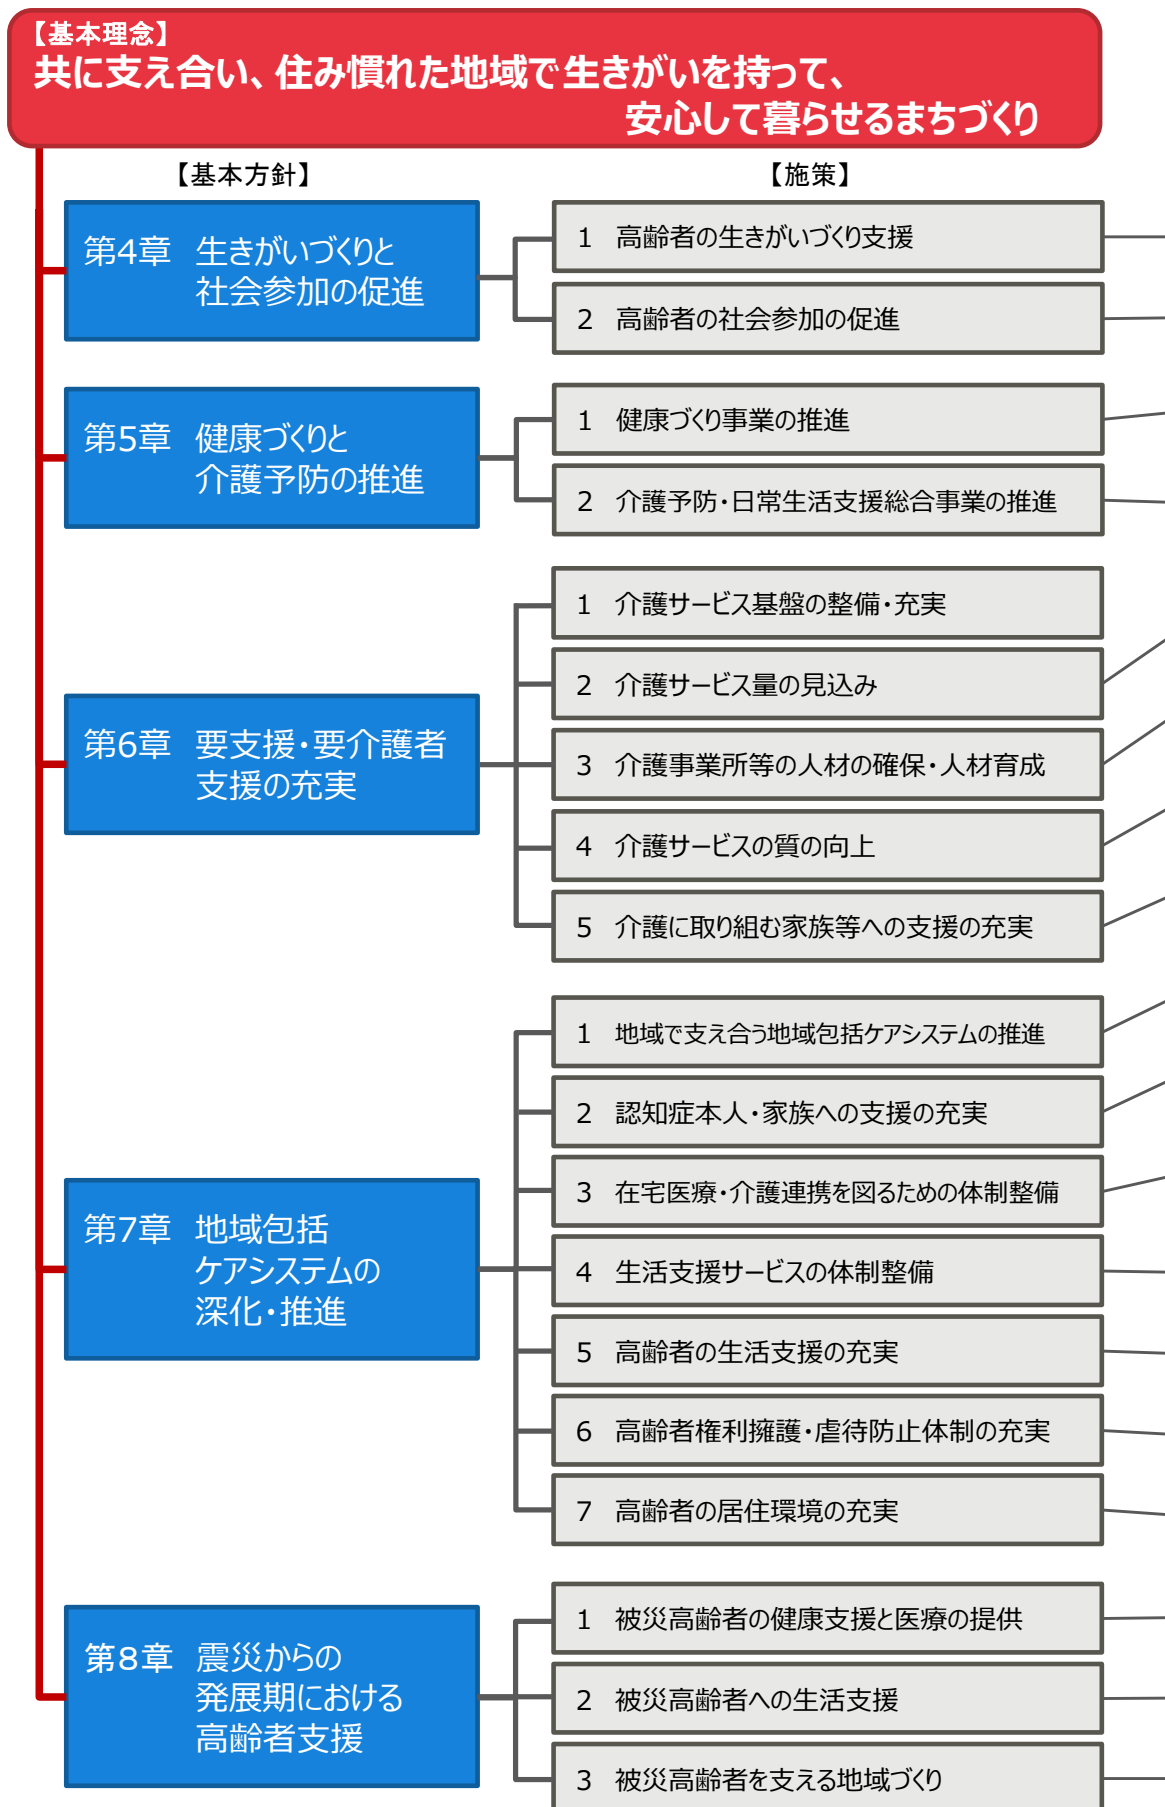 【基本理念】
共に支え合い、住み慣れた地域で生きがいを持って、
安心して暮らせるまちづくり
【基本方針】
【施策】
第4章 生きがいづくりと
社会参加の促進
1 高齢者の生きがいづくり支援
2 高齢者の社会参加の促進
第5章 健康づくりと
介護予防の推進
1 健康づくり事業の推進
2 介護予防・日常生活支援総合事業の推進
第6章 要支援・要介護者
支援の充実
1 介護サービス基盤の整備・充実
2 介護サービス量の見込み
3 介護事業所等の人材の確保・人材育成
4 介護サービスの質の向上
5 介護に取り組む家族等への支援の充実
第7章 地域包括
ケアシステムの
深化・推進
1 地域で支え合う地域包括ケアシステムの推進
2 認知症本人・家族への支援の充実
3 在宅医療・介護連携を図るための体制整備
4 生活支援サービスの体制整備
5 高齢者の生活支援の充実
6 高齢者権利擁護・虐待防止体制の充実
7 高齢者の居住環境の充実
第8章 震災からの
発展期における
高齢者支援
1 被災高齢者の健康支援と医療の提供
2 被災高齢者への生活支援
3 被災高齢者を支える地域づくり